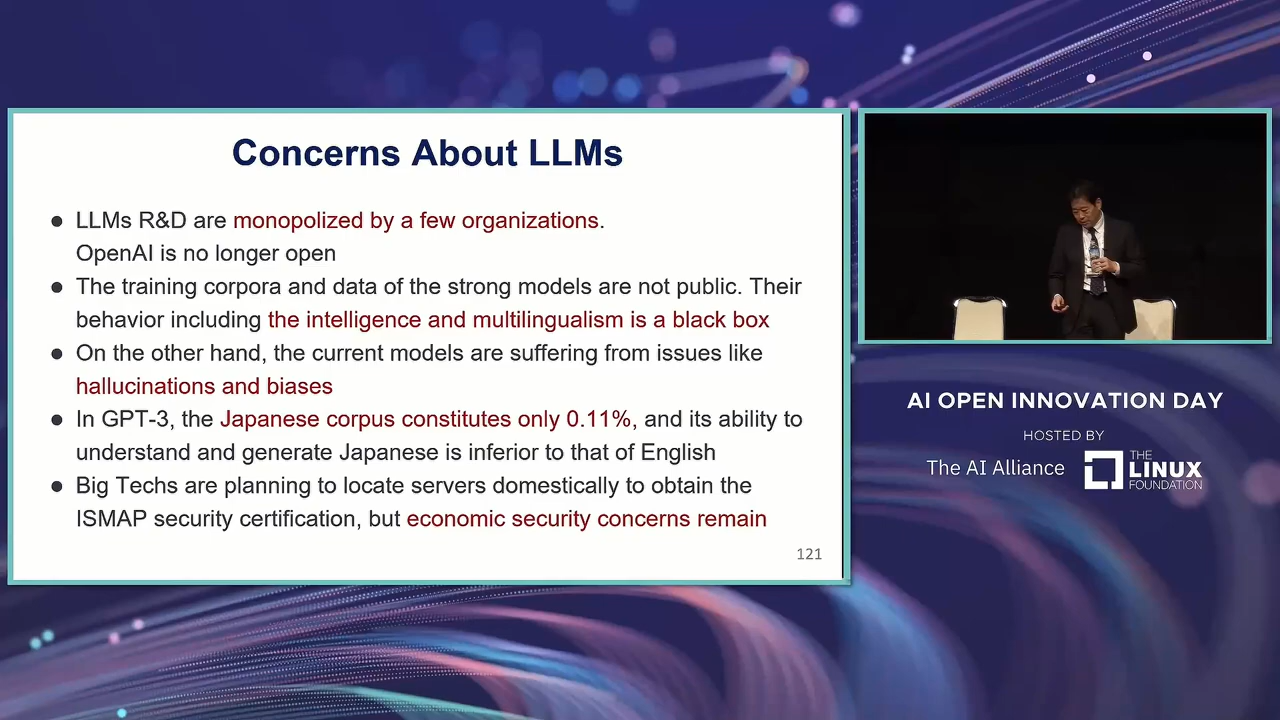 Concerns About LLMs
● LLMs R&D are monopolized by a few organizations.
OpenAI is no longer open
● The training corpora and data of the strong models are not public. Their
behavior including the intelligence and multilingualism is a black box
● On the other hand, the current models are suffering from issues like
hallucinations and biases
● In GPT-3, the Japanese corpus constitutes only 0.11%, and its ability to
understand and generate Japanese is inferior to that of English
● Big Techs are planning to locate servers domestically to obtain the
ISMAP security certification, but economic security concerns remain
121
AI OPEN INNOVATION DAY
HOSTED BY
The AI Alliance
THE
LINUX
FOUNDATION